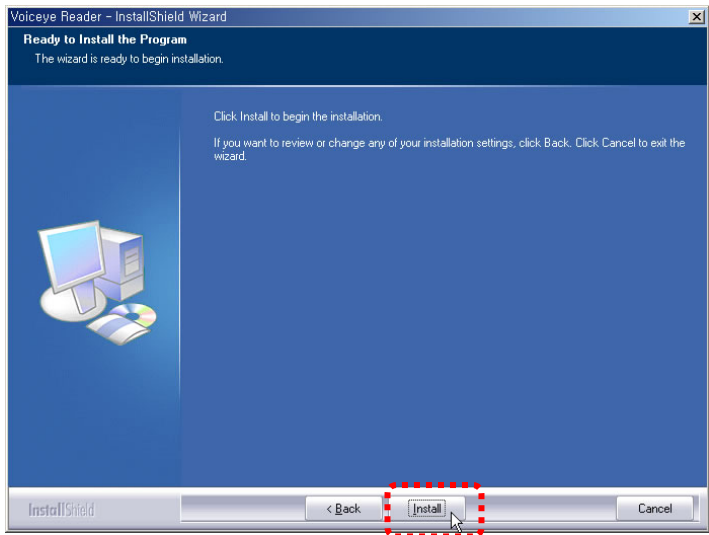 Voiceye Reader - InstallShield Wizard
Ready to Install the Program
The wizard is ready to begin installation.
Click Install to begin the installation.
If you want to review or change any of your installation settings, click Back. Click Cancel to exit the
wizard.
InstallShield
< Back Install Cancel